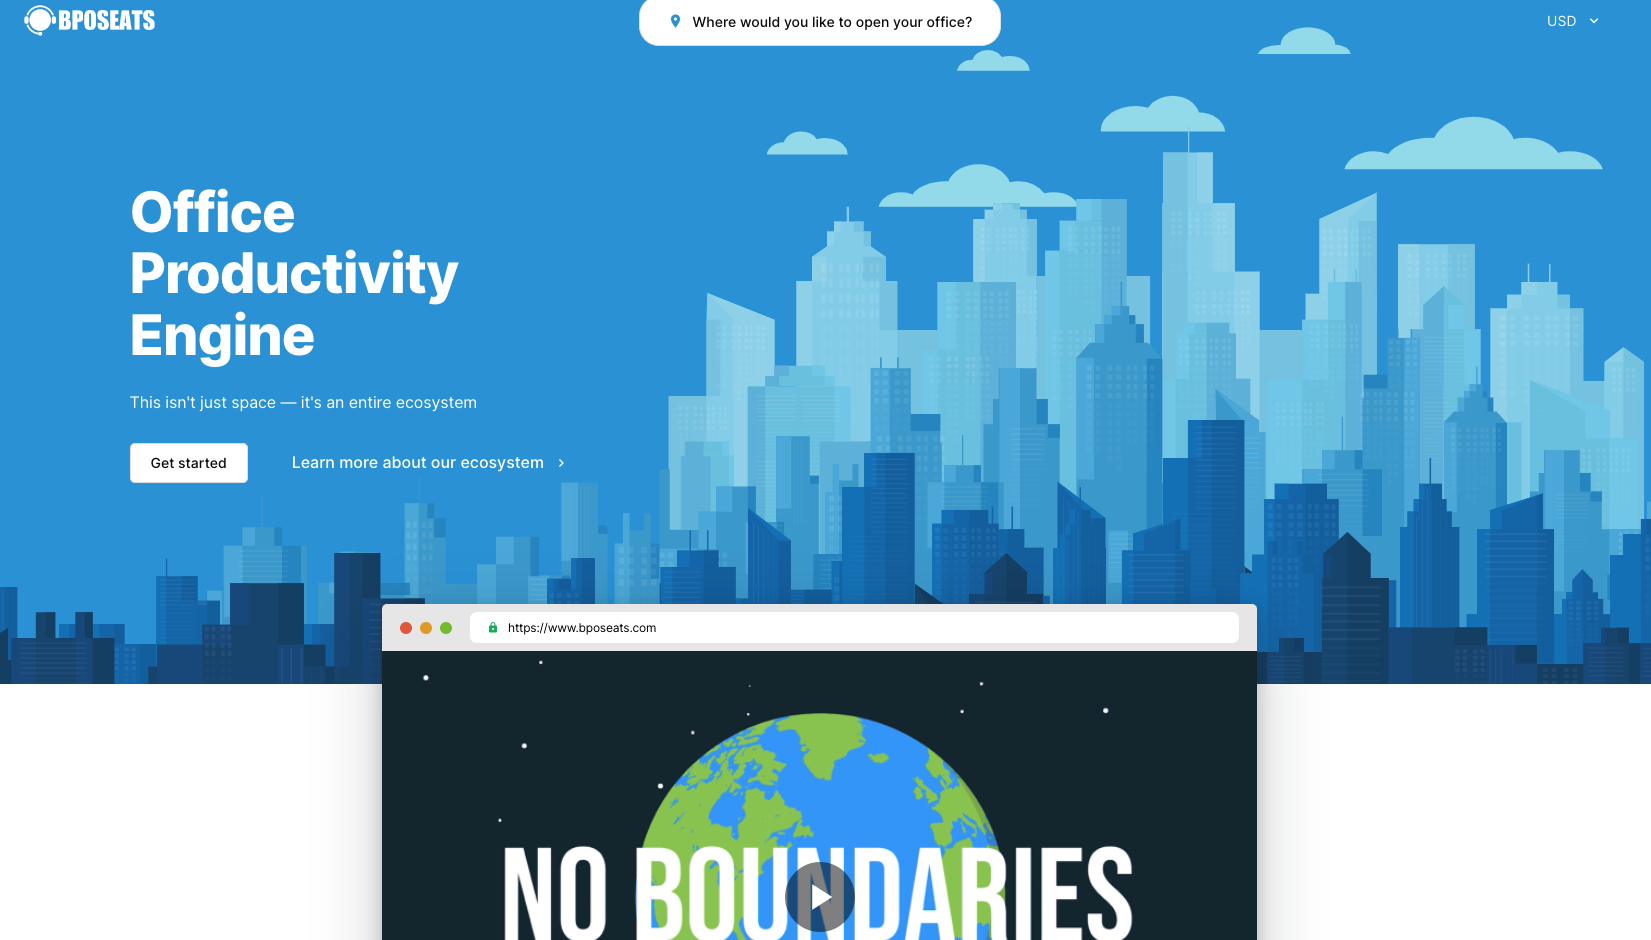 BPOSEATS
Where would you like to open your office?
USD
Office
Productivity
Engine
This isn't just space — it's an entire ecosystem
Get started
Learn more about our ecosystem
https://www.bposeats.com
NO BOUNDARIES